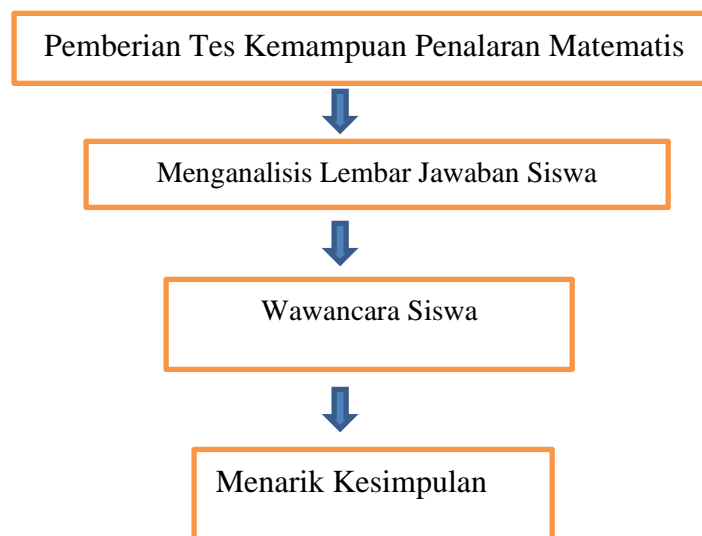 Pemberian Tes Kemampuan Penalaran Matematis
Menganalisis Lembar Jawaban Siswa
Wawancara Siswa
Menarik Kesimpulan